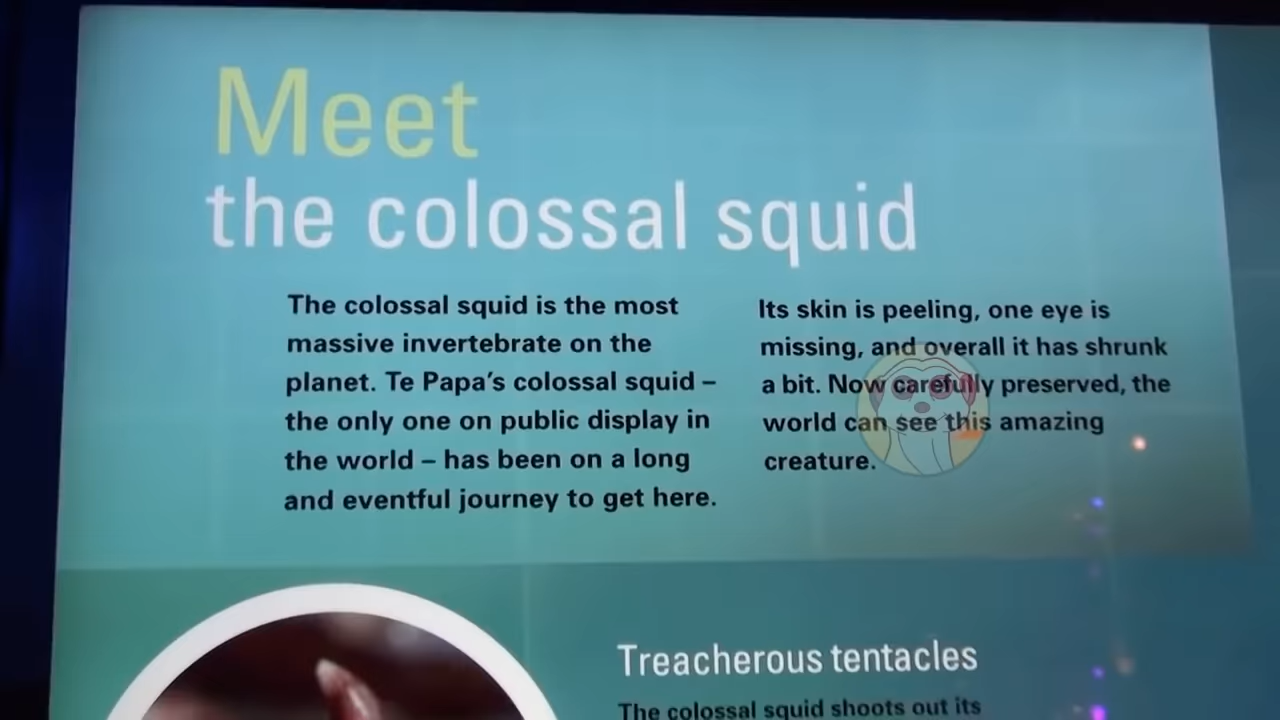 Meet
the colossal squid
The colossal squid is the most
massive invertebrate on the
planet. Te Papa’s colossal squid –
the only one on public display in
the world – has been on a long
and eventful journey to get here.
Its skin is peeling, one eye is
missing, and overall it has shrunk
a bit. Now carefully preserved, the
world can see this amazing
creature.
Treacherous tentacles
The colossal squid shoots out its